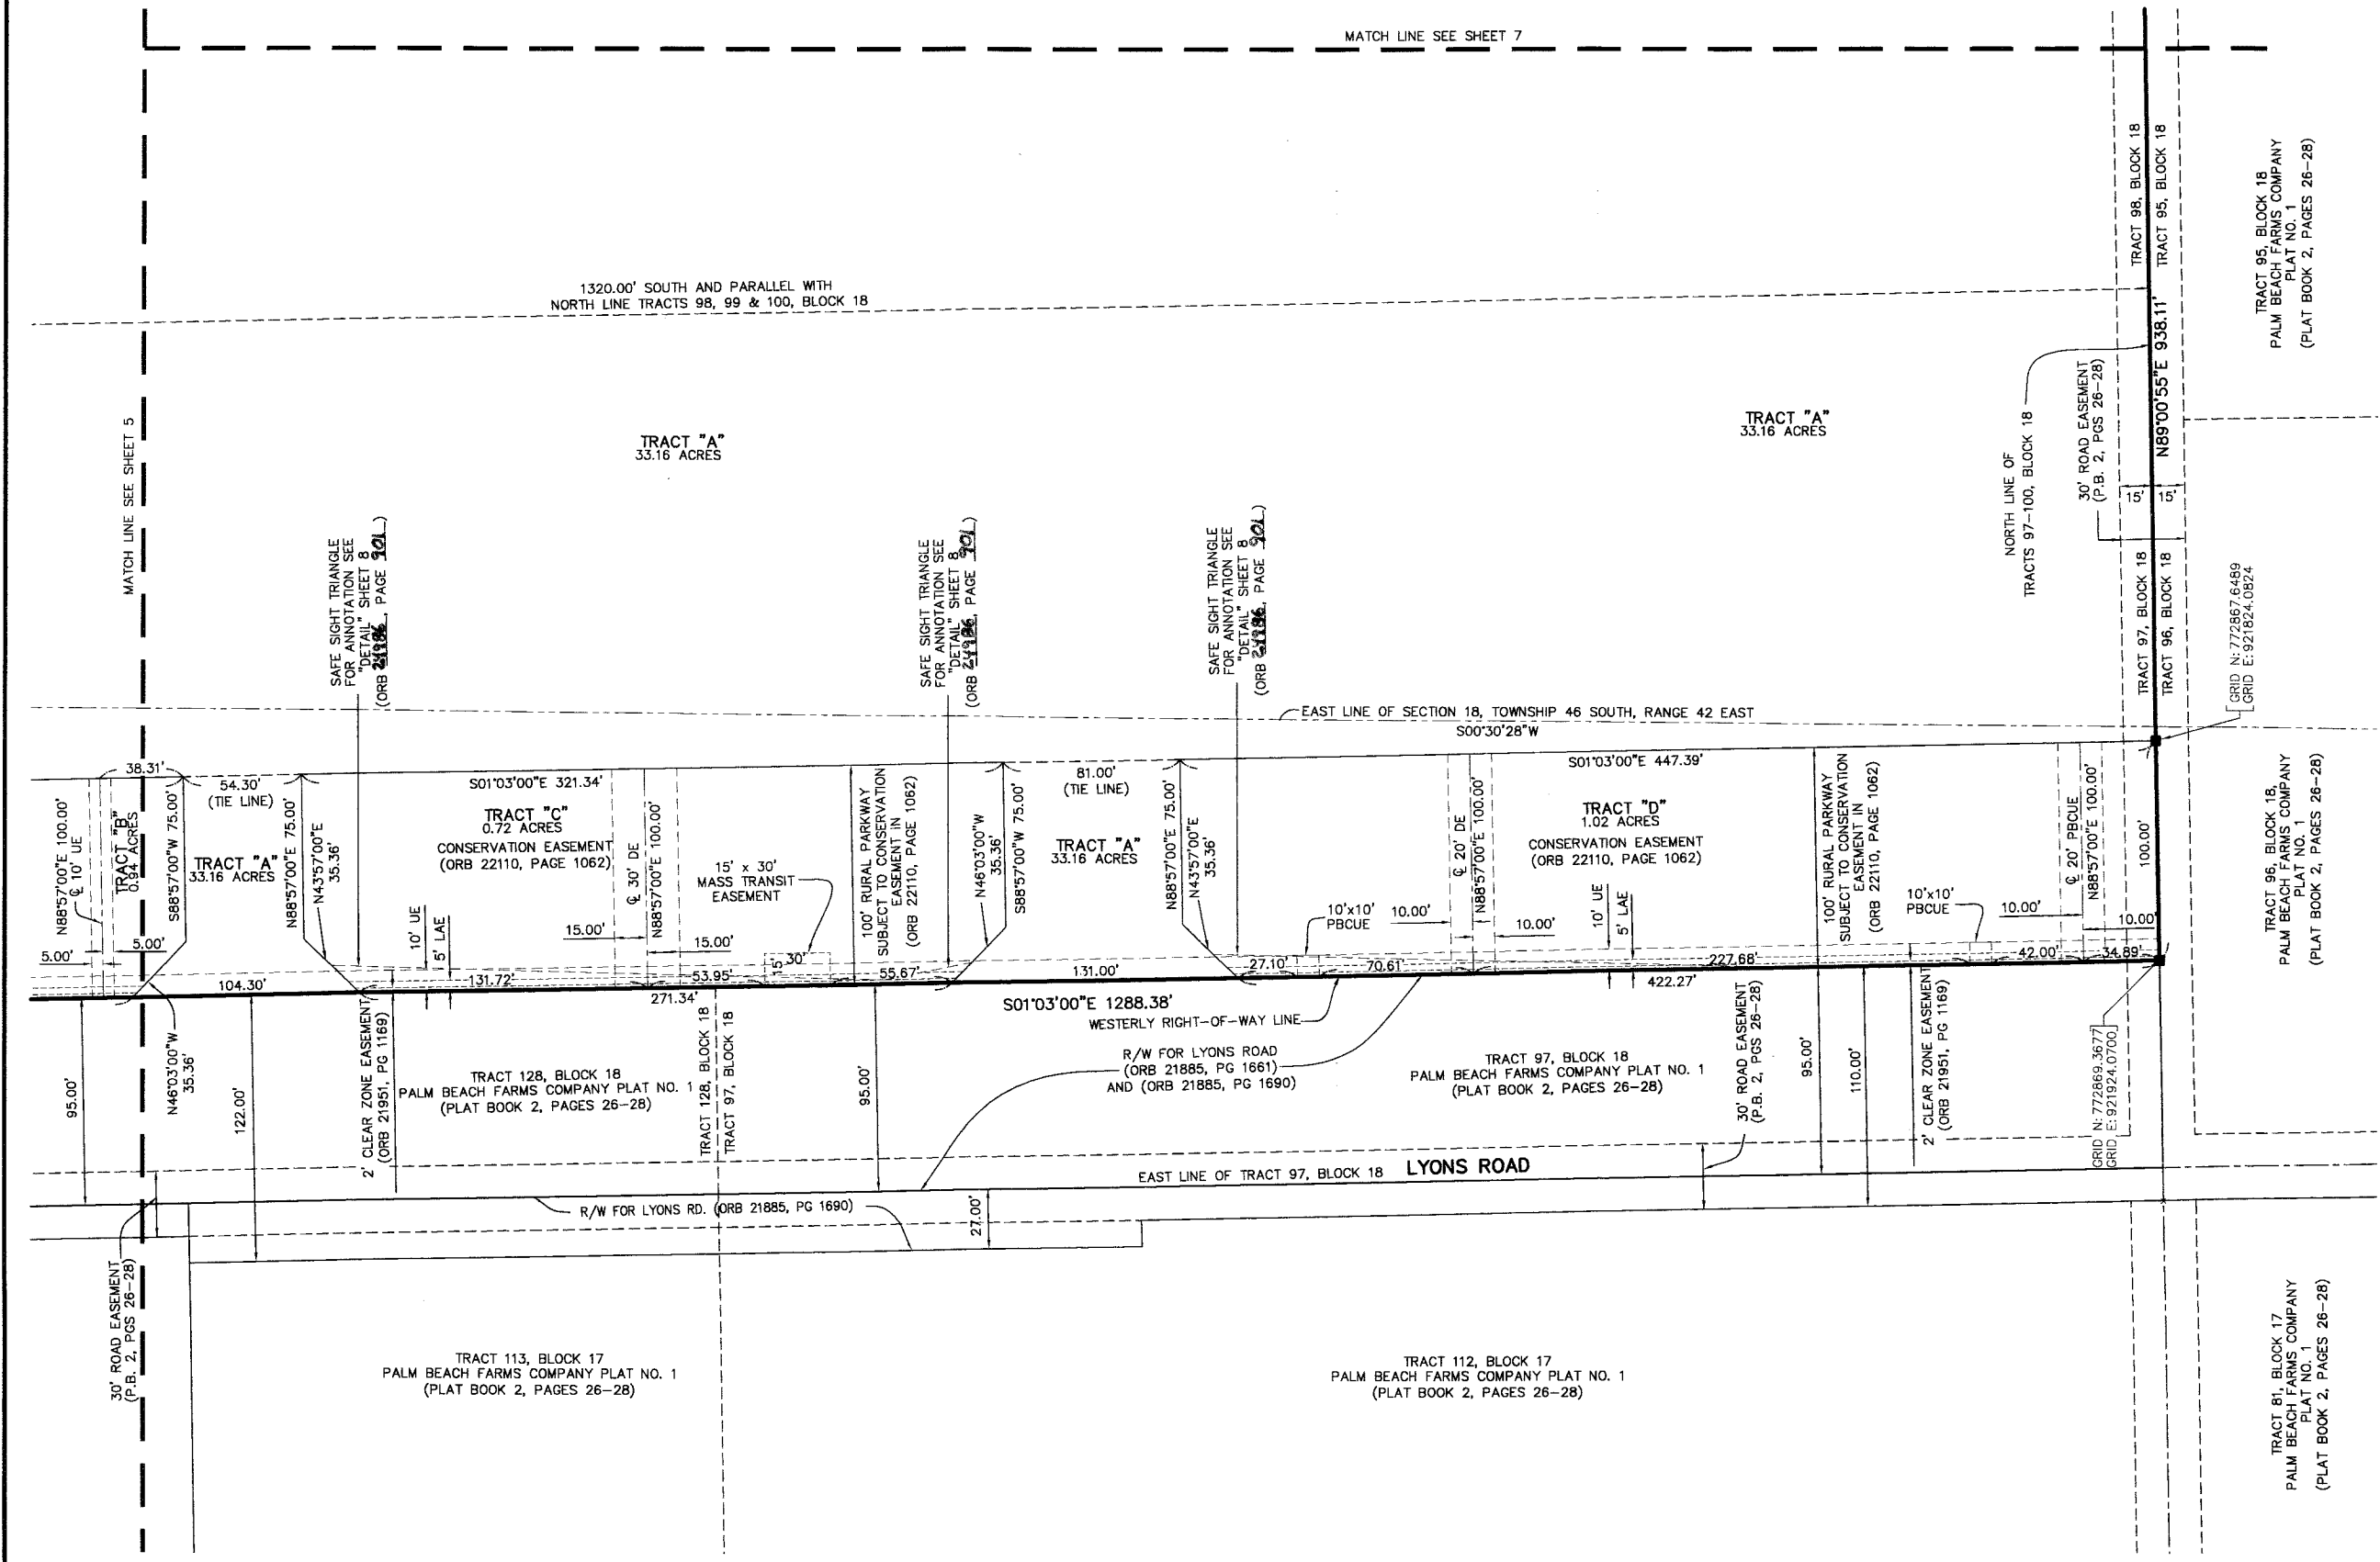 MATCH LINE SEE SHEET 7
MATCH LINE SEE SHEET 5
1320.00' SOUTH AND PARALLEL WITH
NORTH LINE TRACTS 98, 99 & 100, BLOCK 18
TRACT "A"
33.16 ACRES
TRACT "A"
33.16 ACRES
TRACT 98, BLOCK 18
TRACT 95, BLOCK 18
N89°00'55"E 938.11'
TRACT 95, BLOCK 18
PALM BEACH FARMS COMPANY
PLAT NO. 1
(PLAT BOOK 2, PAGES 26-28)
NORTH LINE OF
TRACTS 97-100, BLOCK 18
30' ROAD EASEMENT
(P.B. 2, PGS 26-28)
15'
15'
TRACT 97, BLOCK 18
TRACT 96, BLOCK 18
GRID N: 772867.6489
GRID E: 921824.0824
SAFE SIGHT TRIANGLE
FOR ANNOTATION SEE
"DETAIL" SHEET 8
(ORB 24986, PAGE 901)
SAFE SIGHT TRIANGLE
FOR ANNOTATION SEE
"DETAIL" SHEET 8
(ORB 24986, PAGE 901)
SAFE SIGHT TRIANGLE
FOR ANNOTATION SEE
"DETAIL" SHEET 8
(ORB 24986, PAGE 901)
EAST LINE OF SECTION 18, TOWNSHIP 46 SOUTH, RANGE 42 EAST
S00°30'28"W
38.31'
54.30'
(TIE LINE)
S01°03'00"E 321.34'
81.00'
(TIE LINE)
S01°03'00"E 447.39'
N88°57'00"E 100.00'
℄ 10' UE
TRACT "B"
0.94 ACRES
S88°57'00"W 75.00'
TRACT "A"
33.16 ACRES
N88°57'00"E 75.00'
N43°57'00"E
35.36'
TRACT "C"
0.72 ACRES
CONSERVATION EASEMENT
(ORB 22110, PAGE 1062)
℄ 30' DE
N88°57'00"E 100.00'
15' x 30'
MASS TRANSIT
EASEMENT
100' RURAL PARKWAY
SUBJECT TO CONSERVATION
EASEMENT IN
(ORB 22110, PAGE 1062)
N46°03'00"W
35.36'
S88°57'00"W 75.00'
TRACT "A"
33.16 ACRES
N88°57'00"E 75.00'
N43°57'00"E
35.36'
10'x10'
PBCUE
10.00'
℄ 20' DE
N88°57'00"E 100.00'
10.00'
TRACT "D"
1.02 ACRES
CONSERVATION EASEMENT
(ORB 22110, PAGE 1062)
10' UE
5' LAE
100' RURAL PARKWAY
SUBJECT TO CONSERVATION
EASEMENT IN
(ORB 22110, PAGE 1062)
10'x10'
PBCUE
10.00'
℄ 20' PBCUE
N88°57'00"E 100.00'
10.00'
100.00'
TRACT 96, BLOCK 18,
PALM BEACH FARMS COMPANY
PLAT NO. 1
(PLAT BOOK 2, PAGES 26-28)
5.00'
5.00'
10' UE
5' LAE
15.00'
15.00'
15'
30'
104.30'
131.72'
53.95'
55.67'
131.00'
27.10'
70.61'
227.68'
42.00'
34.89'
271.34'
422.27'
S01°03'00"E 1288.38'
WESTERLY RIGHT-OF-WAY LINE
95.00'
N46°03'00"W
35.36'
122.00'
2' CLEAR ZONE EASEMENT
(ORB 21951, PG 1169)
TRACT 128, BLOCK 18
PALM BEACH FARMS COMPANY PLAT NO. 1
(PLAT BOOK 2, PAGES 26-28)
TRACT 128, BLOCK 18
TRACT 97, BLOCK 18
95.00'
R/W FOR LYONS ROAD
(ORB 21885, PG 1661)
AND (ORB 21885, PG 1690)
TRACT 97, BLOCK 18
PALM BEACH FARMS COMPANY PLAT NO. 1
(PLAT BOOK 2, PAGES 26-28)
30' ROAD EASEMENT
(P.B. 2, PGS 26-28)
95.00'
110.00'
2' CLEAR ZONE EASEMENT
(ORB 21951, PG 1169)
GRID N: 772869.3677
GRID E: 921924.0700
EAST LINE OF TRACT 97, BLOCK 18
LYONS ROAD
R/W FOR LYONS RD. (ORB 21885, PG 1690)
27.00'
30' ROAD EASEMENT
(P.B. 2, PGS 26-28)
TRACT 113, BLOCK 17
PALM BEACH FARMS COMPANY PLAT NO. 1
(PLAT BOOK 2, PAGES 26-28)
TRACT 112, BLOCK 17
PALM BEACH FARMS COMPANY PLAT NO. 1
(PLAT BOOK 2, PAGES 26-28)
TRACT 81, BLOCK 17
PALM BEACH FARMS COMPANY
PLAT NO. 1
(PLAT BOOK 2, PAGES 26-28)